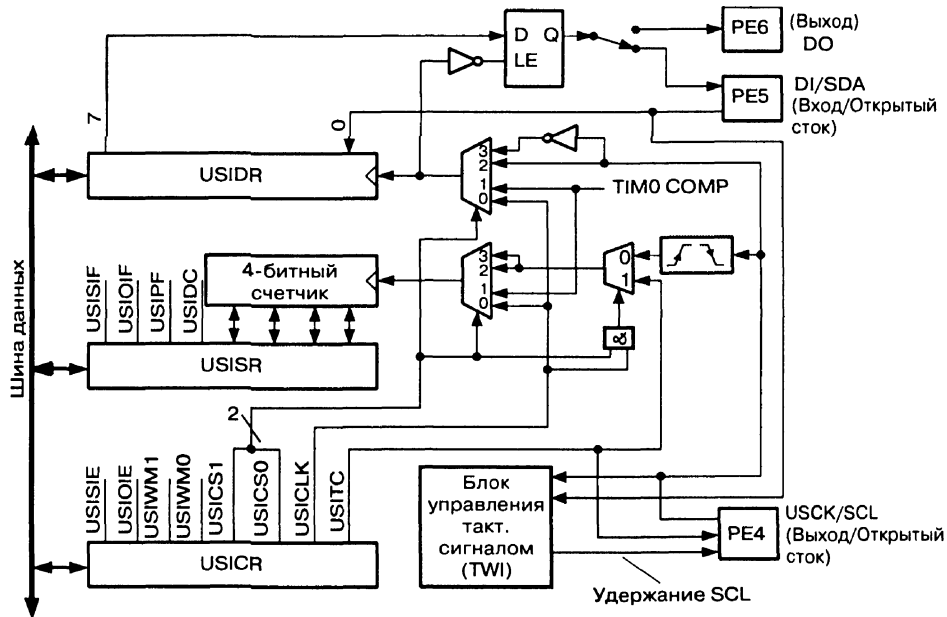 PE6
(Выход)
DO
D Q
LE
PE5
DI/SDA
(Вход/Открытый
сток)
7
0
USIDR
3
2
1
0
TIM0 COMP
Шина данных
USISIF
USIOIF
USIPF
USIDC
4-битный
счетчик
3
2
1
0
0
1
&
USISR
2
USISIE
USIOIE
USIWM1
USIWM0
USICS1
USICS0
USICLK
USITC
USICR
Блок
управления
такт.
сигналом
(TWI)
PE4
USCK/SCL
(Выход/Открытый
сток)
Удержание SCL